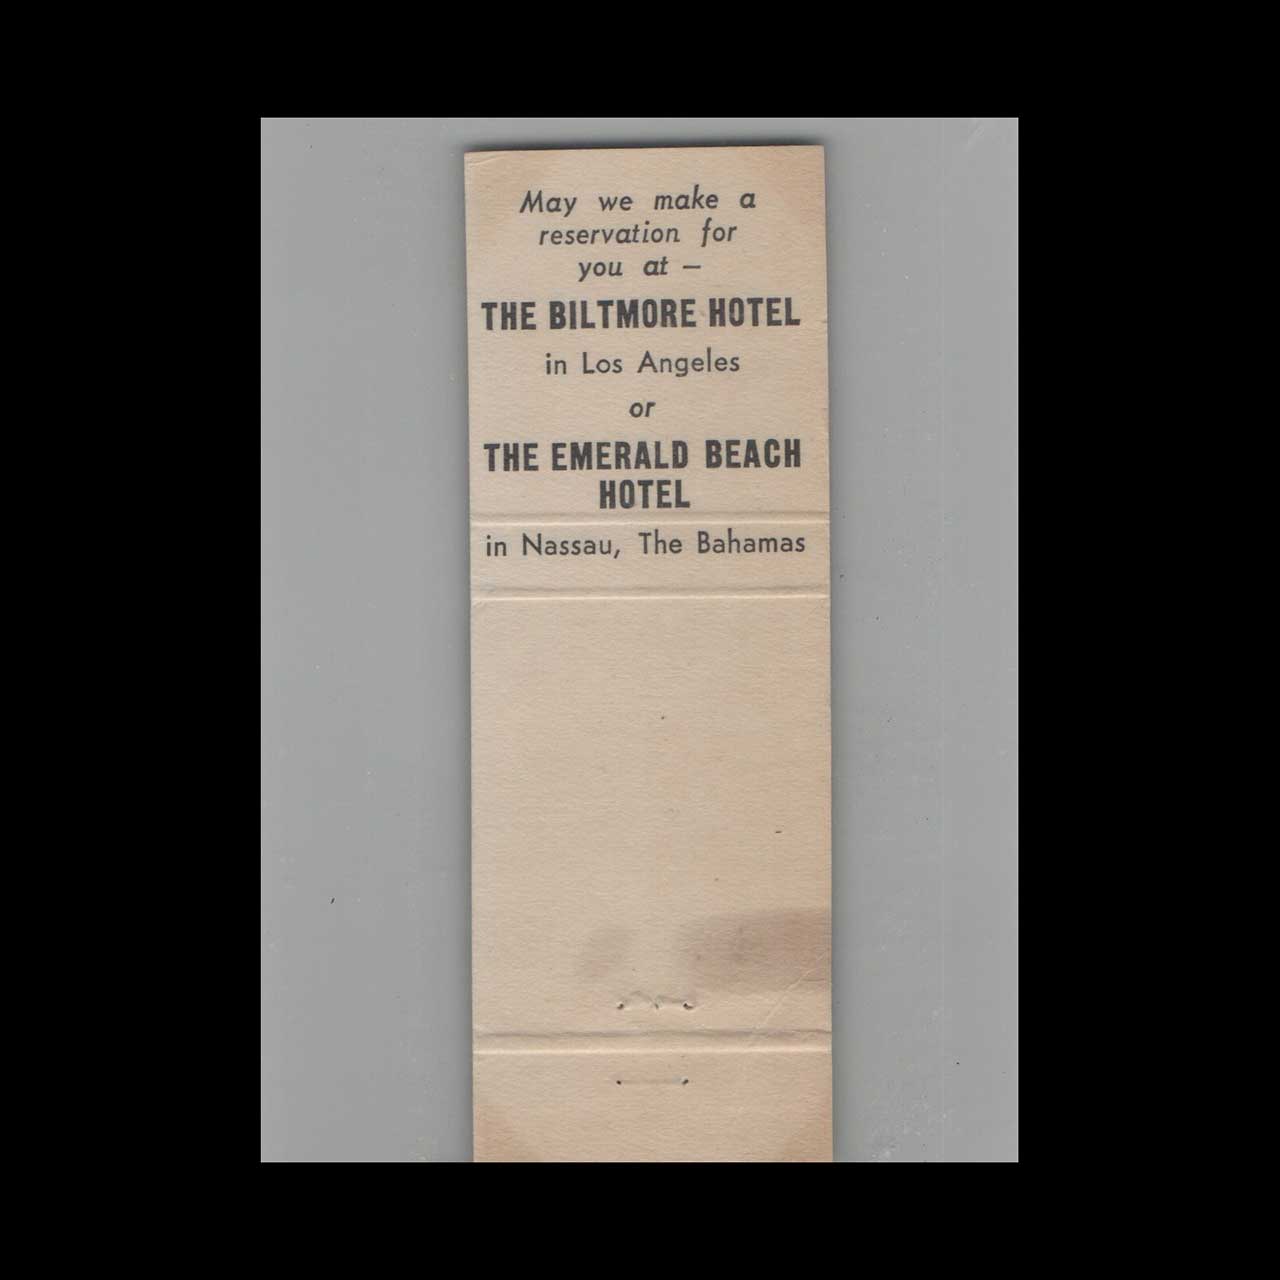 May we make a
reservation for
you at —
THE BILTMORE HOTEL
in Los Angeles
or
THE EMERALD BEACH
HOTEL
in Nassau, The Bahamas